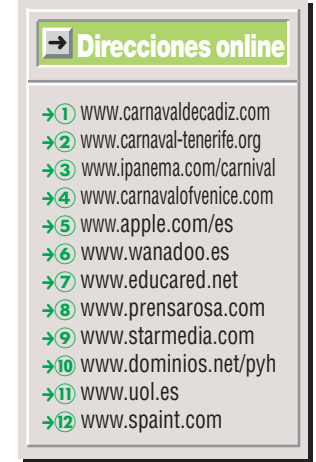 Direcciones online
→① www.carnavaldecadiz.com
→② www.carnaval-tenerife.org
→③ www.ipanema.com/carnival
→④ www.carnavalofvenice.com
→⑤ www.apple.com/es
→⑥ www.wanadoo.es
→⑦ www.educared.net
→⑧ www.prensarosa.com
→⑨ www.starmedia.com
→⑩ www.dominios.net/pyh
→⑪ www.uol.es
→⑫ www.spaint.com